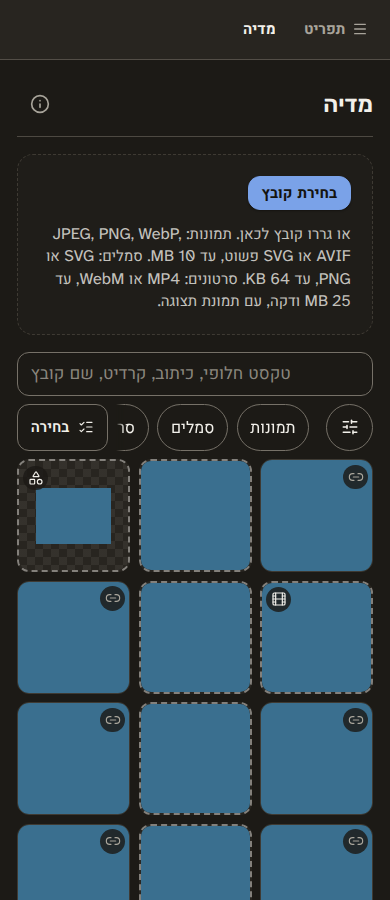 תפריט
מדיה
מדיה
בחירת קובץ
או גררו קובץ לכאן. תמונות: JPEG, PNG, WebP,
AVIF או SVG פשוט, עד 10 MB. סמלים: SVG או
PNG, עד 64 KB. סרטונים: MP4 או WebM, עד
25 MB ודקה, עם תמונת תצוגה.
טקסט חלופי, כיתוב, קרדיט, שם קובץ
תמונות
סמלים
סר
בחירה